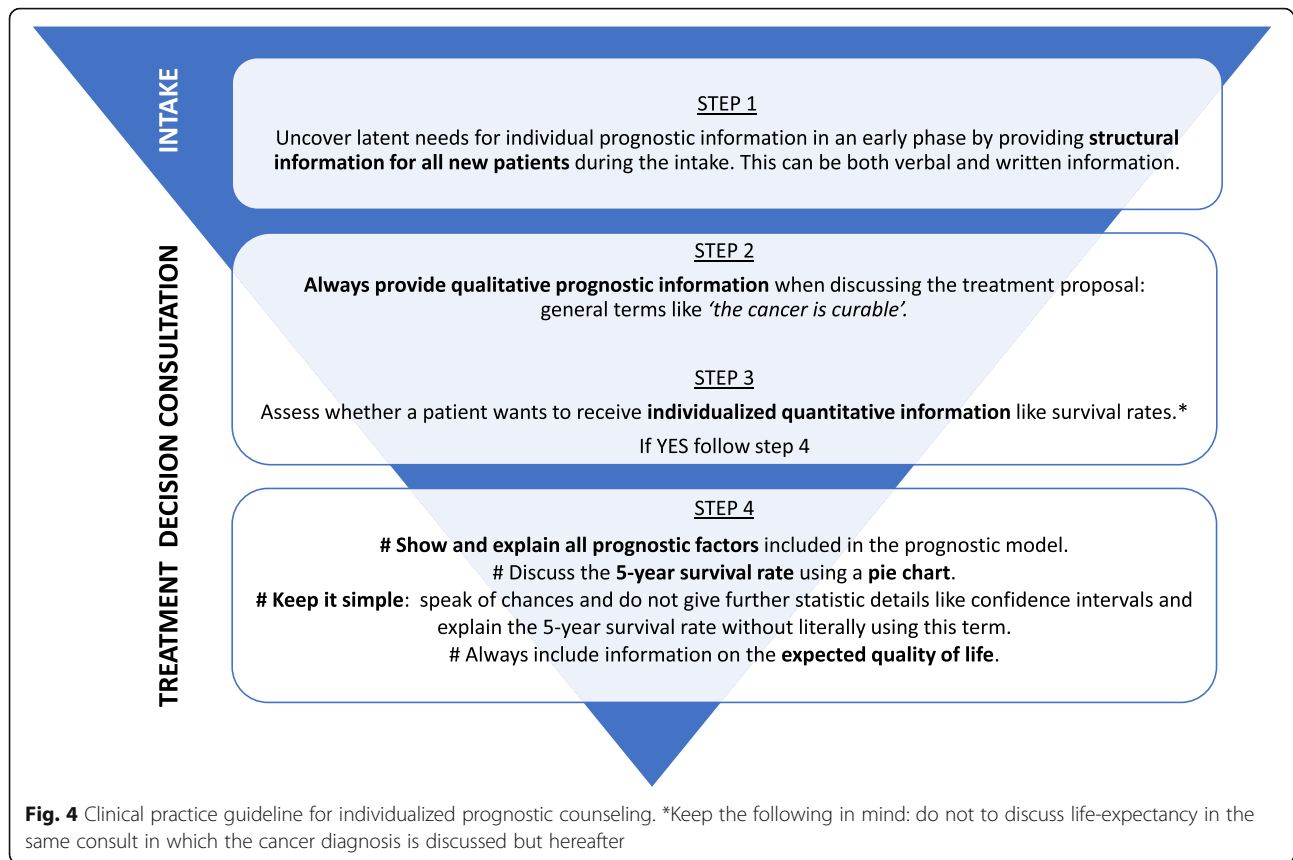 INTAKE
STEP 1
Uncover latent needs for individual prognostic information in an early phase by providing structural
information for all new patients during the intake. This can be both verbal and written information.
TREATMENT DECISION CONSULTATION
STEP 2
Always provide qualitative prognostic information when discussing the treatment proposal:
general terms like ‘the cancer is curable’.
STEP 3
Assess whether a patient wants to receive individualized quantitative information like survival rates.*
If YES follow step 4
STEP 4
# Show and explain all prognostic factors included in the prognostic model.
# Discuss the 5-year survival rate using a pie chart.
# Keep it simple: speak of chances and do not give further statistic details like confidence intervals and
explain the 5-year survival rate without literally using this term.
# Always include information on the expected quality of life.
Fig. 4 Clinical practice guideline for individualized prognostic counseling. *Keep the following in mind: do not to discuss life-expectancy in the
same consult in which the cancer diagnosis is discussed but hereafter